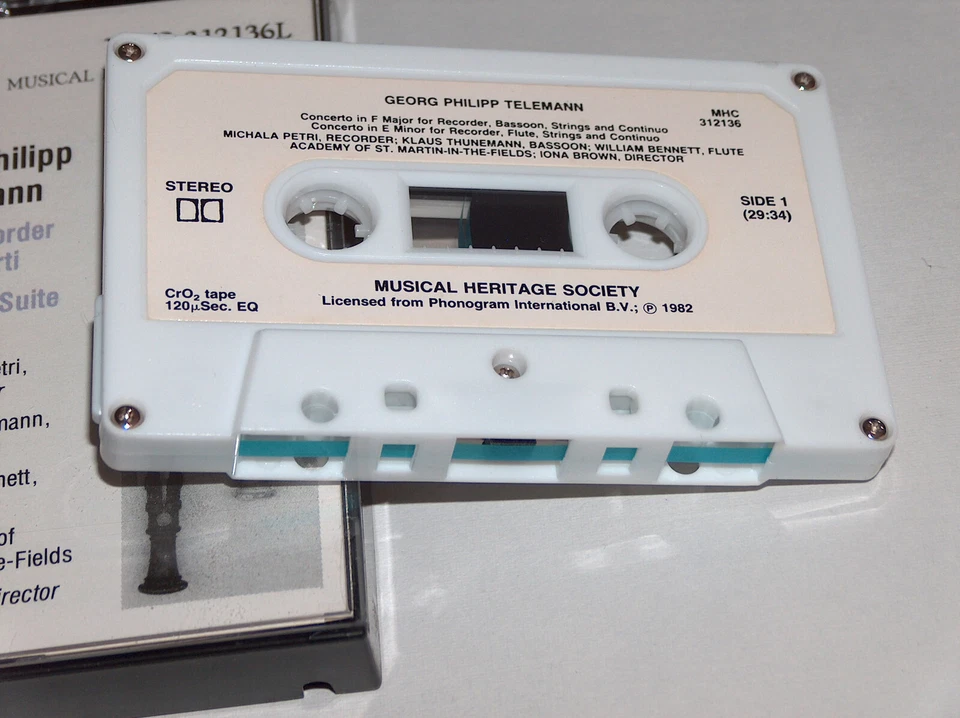 312136L
MUSICAL
hilipp
ann
order
rti
Suite
tri,
r
mann,
nett,
of
e-Fields
irector
GEORG PHILIPP TELEMANN
MHC
312136
Concerto in F Major for Recorder, Bassoon, Strings and Continuo
Concerto in E Minor for Recorder, Flute, Strings and Continuo
MICHALA PETRI, RECORDER; KLAUS THUNEMANN, BASSOON; WILLIAM BENNETT, FLUTE
ACADEMY OF ST. MARTIN-IN-THE-FIELDS; IONA BROWN, DIRECTOR
STEREO
SIDE 1
(29:34)
CrO₂ tape
120µSec. EQ
MUSICAL HERITAGE SOCIETY
Licensed from Phonogram International B.V.; ℗ 1982